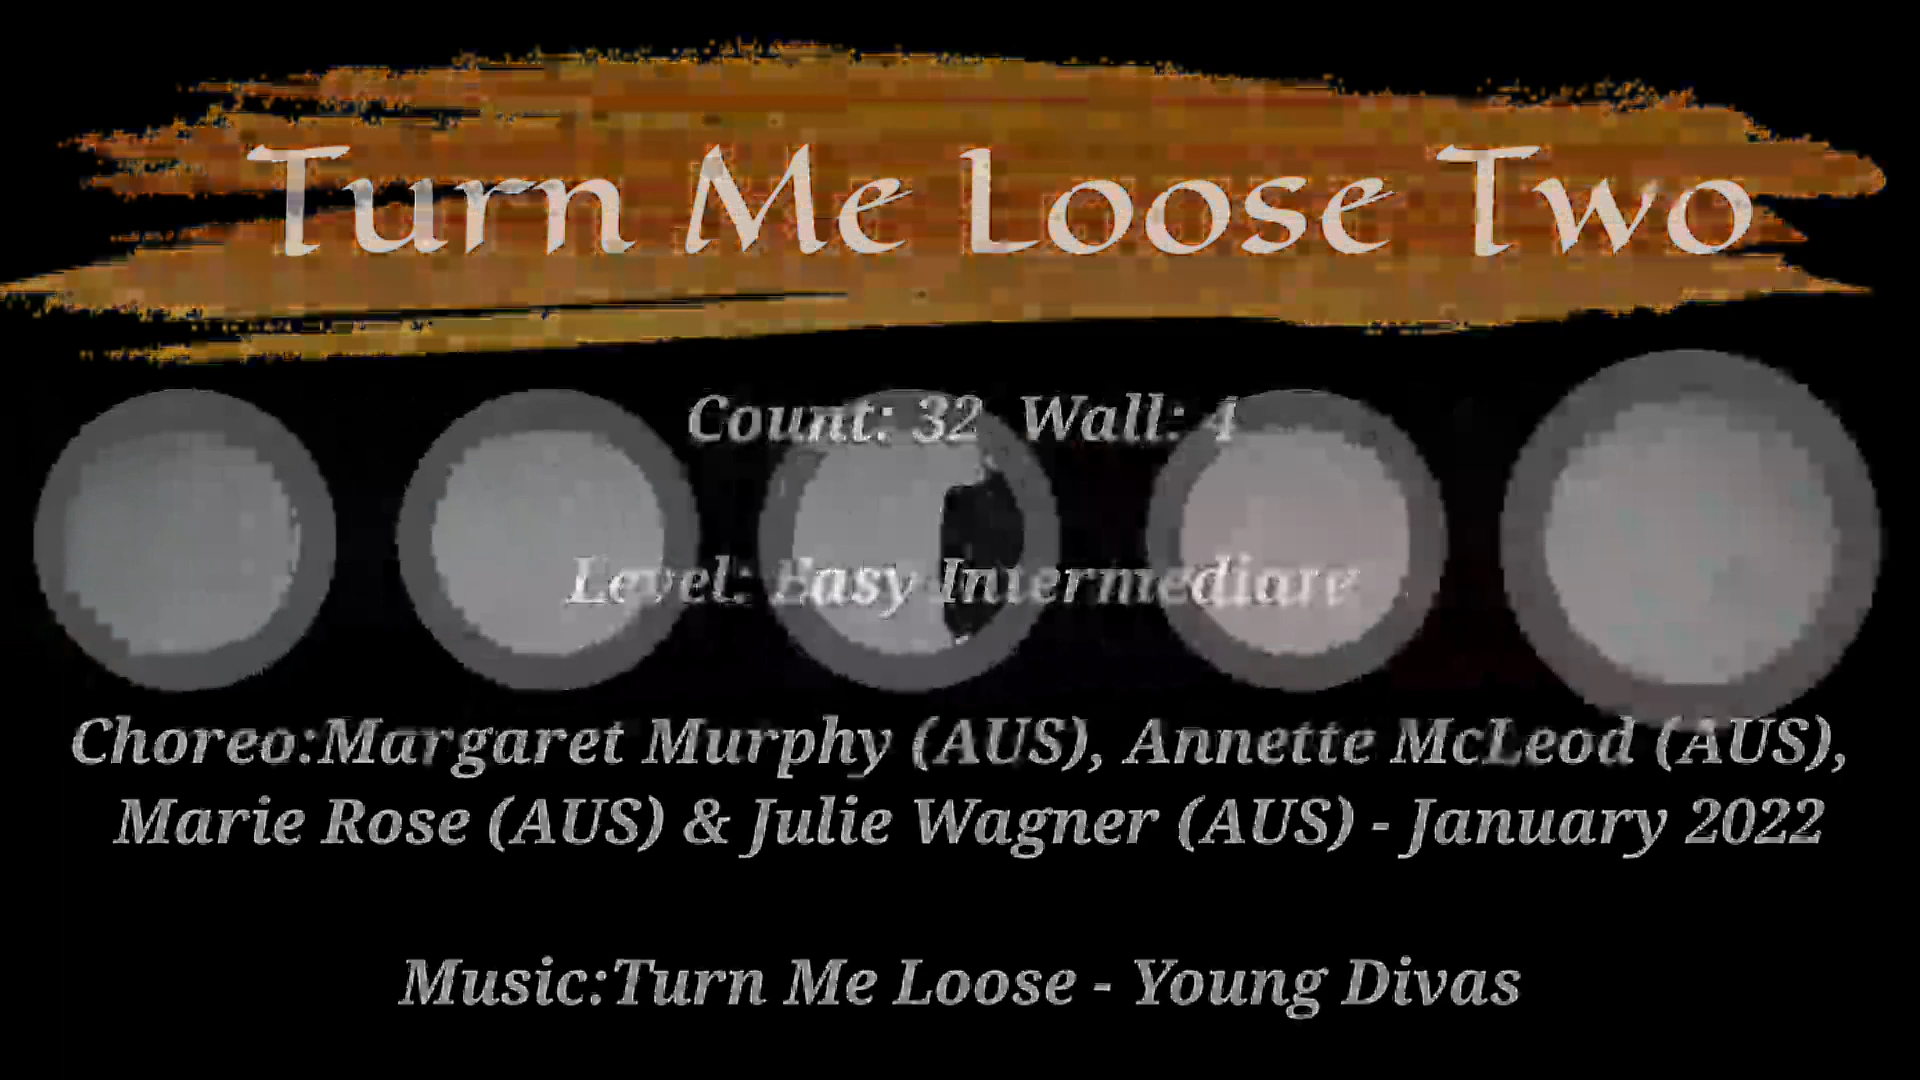 Turn Me Loose Two
Count: 32 Wall: 4
Level: Easy Intermediate
Choreo:Margaret Murphy (AUS), Annette McLeod (AUS),
Marie Rose (AUS) & Julie Wagner (AUS) - January 2022
Music:Turn Me Loose - Young Divas